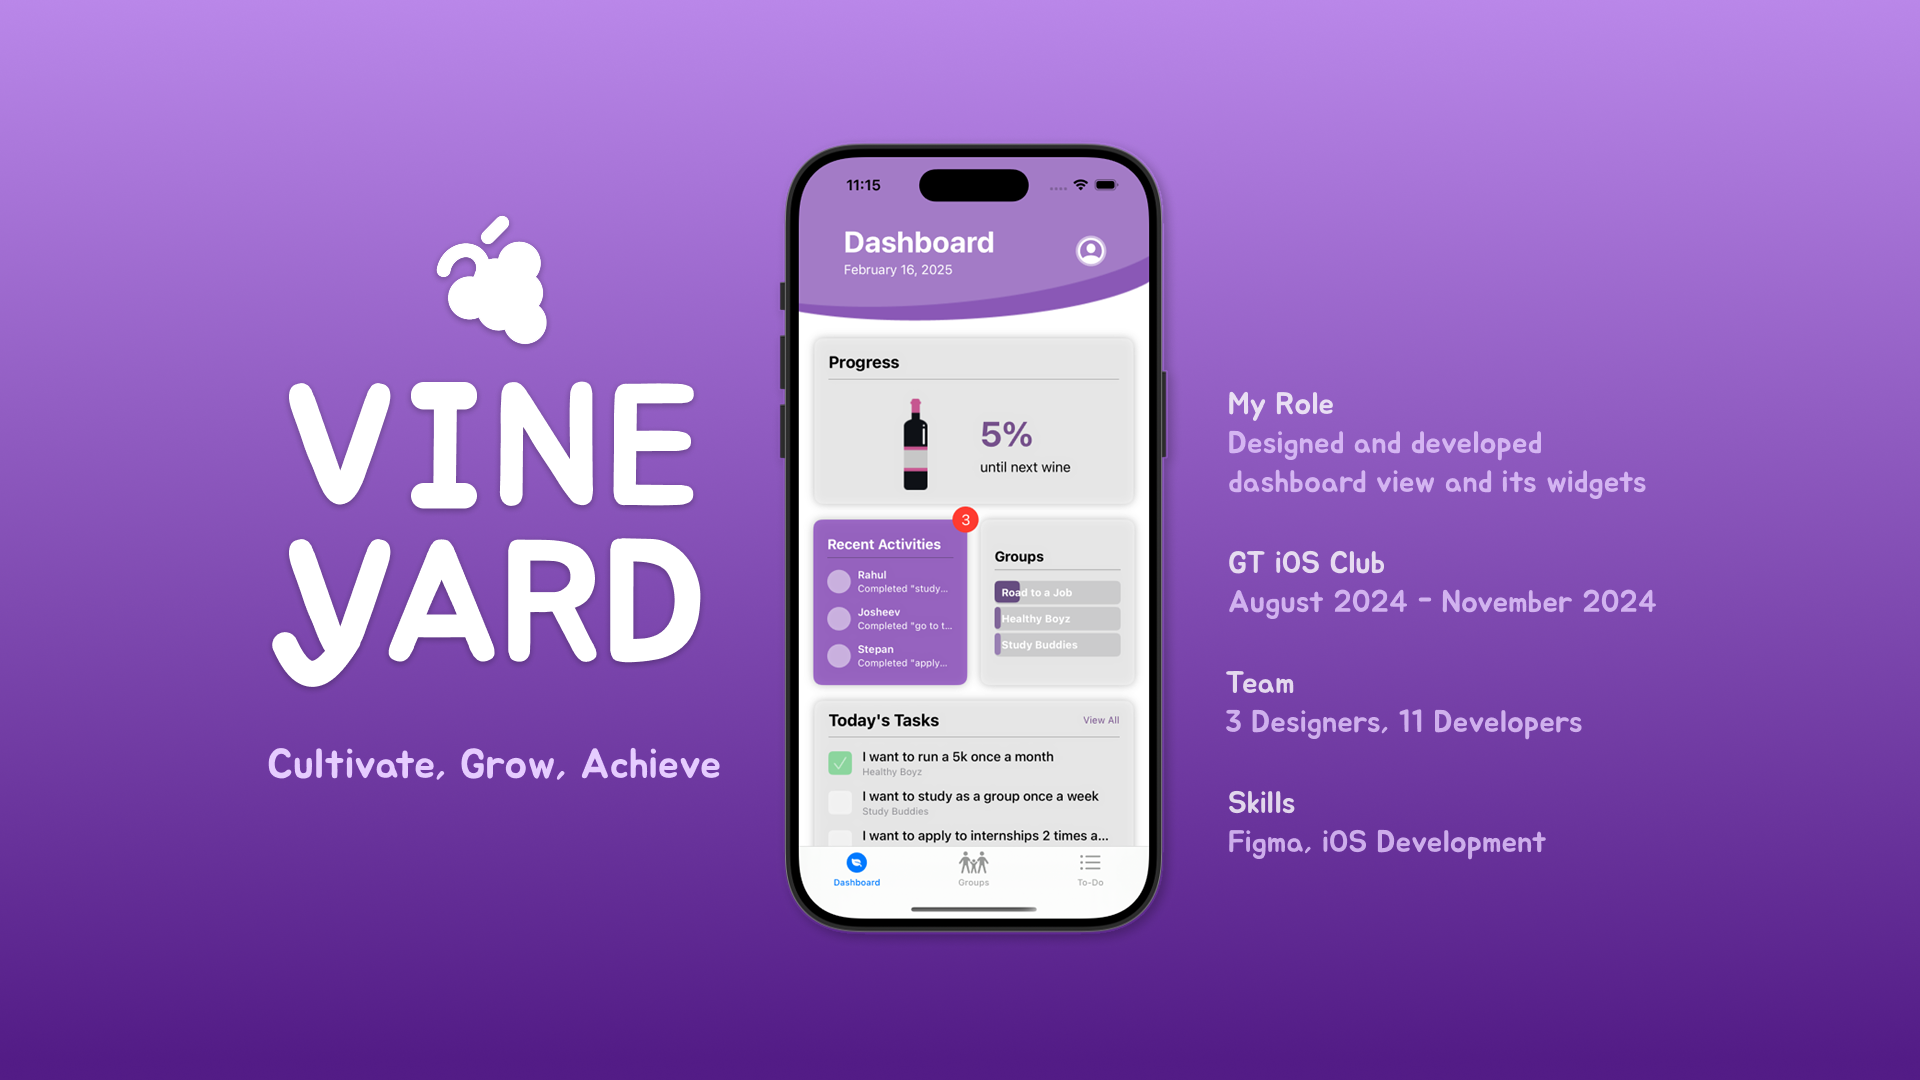 VINE
YARD
Cultivate, Grow, Achieve
11:15
Dashboard
February 16, 2025
Progress
5%
until next wine
3
Recent Activities
Rahul
Completed "study...
Josheev
Completed "go to t...
Stepan
Completed "apply...
Groups
Road to a Job
Healthy Boyz
Study Buddies
Today's Tasks
View All
I want to run a 5k once a month
Healthy Boyz
I want to study as a group once a week
Study Buddies
I want to apply to internships 2 times a...
Dashboard
Groups
To-Do
My Role
Designed and developed
dashboard view and its widgets
GT iOS Club
August 2024 - November 2024
Team
3 Designers, 11 Developers
Skills
Figma, iOS Development